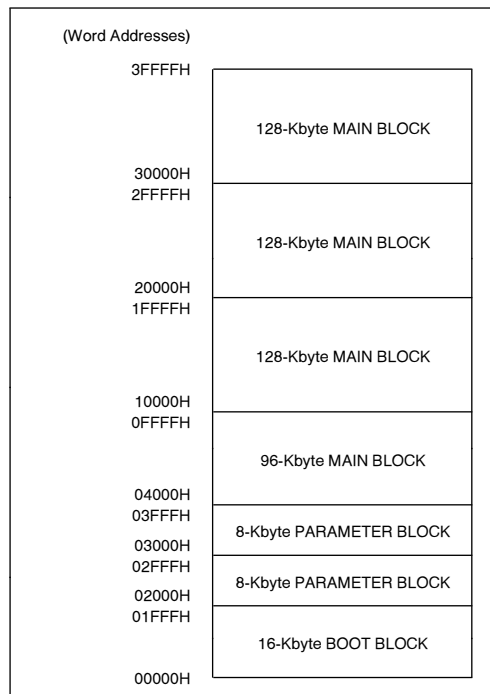 (Word Addresses)
3FFFFH
128-Kbyte MAIN BLOCK
30000H
2FFFFH
128-Kbyte MAIN BLOCK
20000H
1FFFFH
128-Kbyte MAIN BLOCK
10000H
0FFFFH
96-Kbyte MAIN BLOCK
04000H
03FFFH
8-Kbyte PARAMETER BLOCK
03000H
02FFFH
8-Kbyte PARAMETER BLOCK
02000H
01FFFH
16-Kbyte BOOT BLOCK
00000H